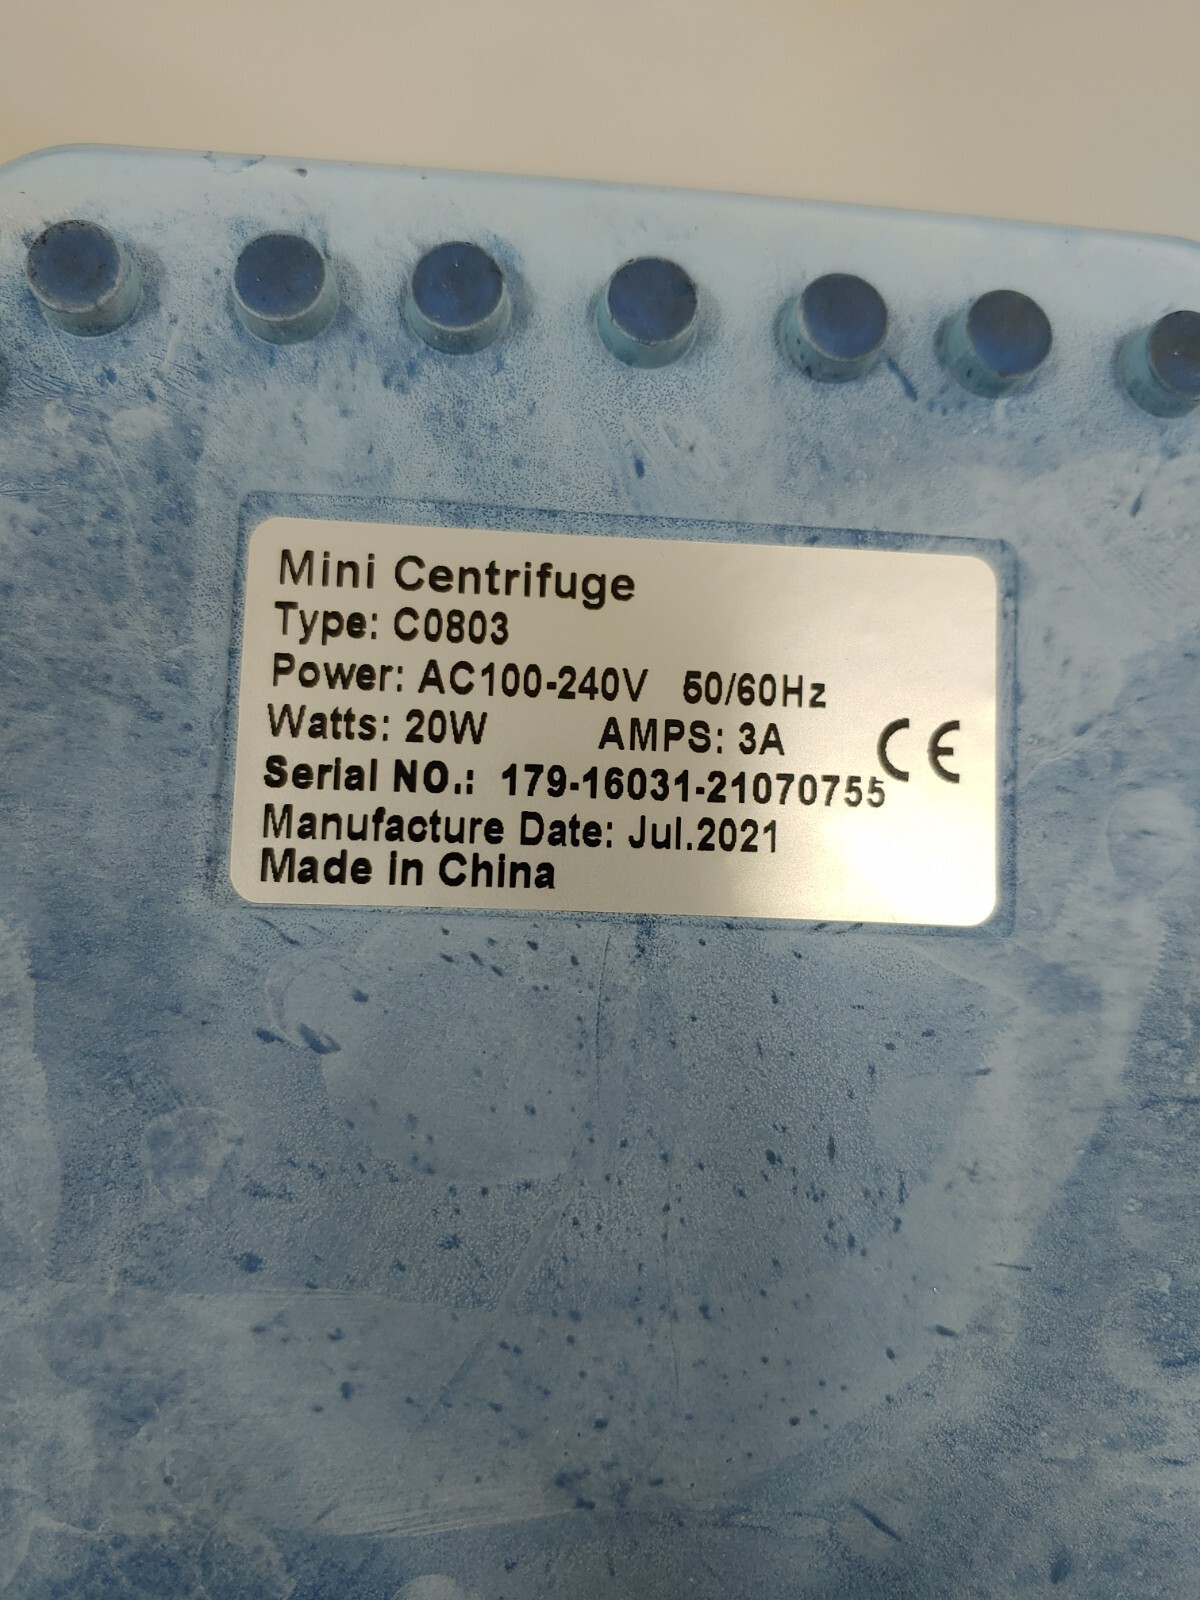 Mini Centrifuge
Type: C0803
Power: AC100-240V 50/60Hz
Watts: 20W AMPS: 3A CE
Serial NO.: 179-16031-21070755
Manufacture Date: Jul.2021
Made in China